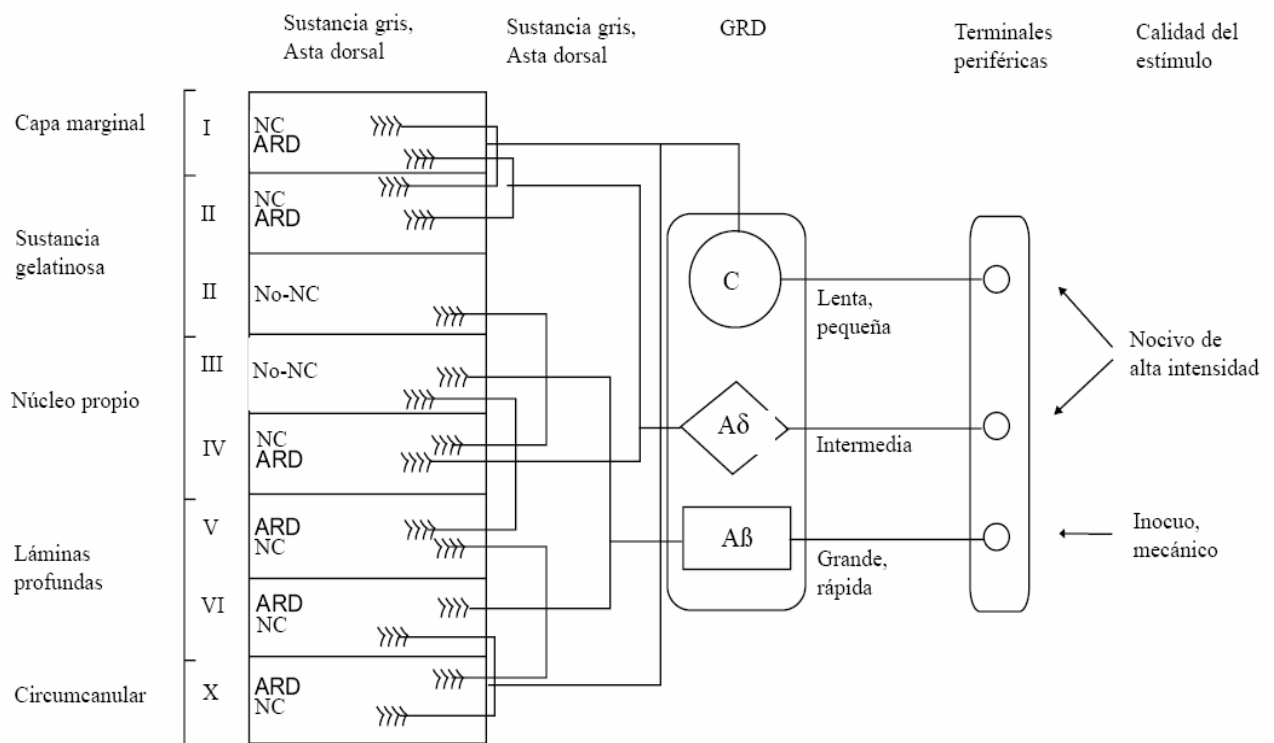 Sustancia gris,
Asta dorsal
Sustancia gris,
Asta dorsal
GRD
Terminales
periféricas
Calidad del
estímulo
Capa marginal
I
NC
ARD
II
NC
ARD
Sustancia
gelatinosa
II
No-NC
III
No-NC
Núcleo propio
IV
NC
ARD
V
ARD
NC
Láminas
profundas
VI
ARD
NC
Circumcanular
X
ARD
NC
C
Lenta,
pequeña
Aδ
Intermedia
Aß
Grande,
rápida
Nocivo de
alta intensidad
Inocuo,
mecánico